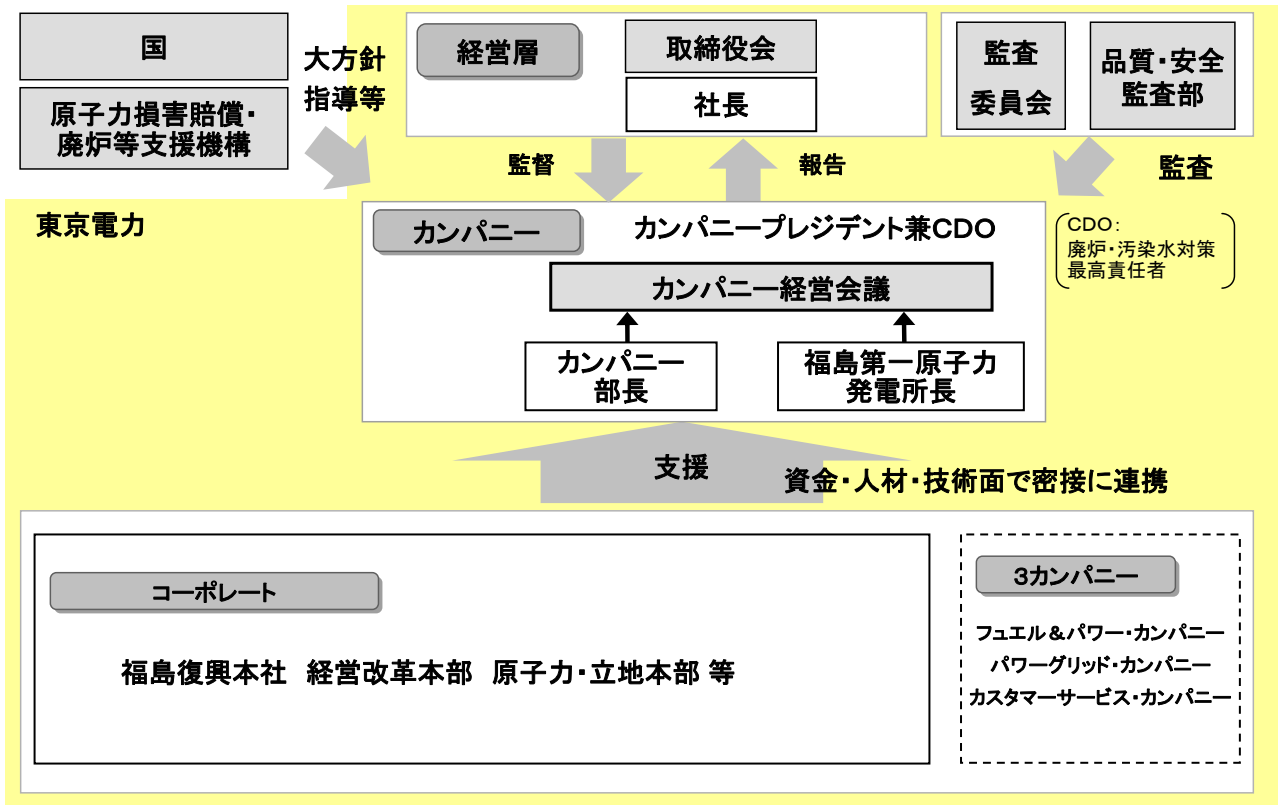 国
原子力損害賠償・
廃炉等支援機構
大方針
指導等
経営層
取締役会
社長
監査
委員会
品質・安全
監査部
監督
報告
監査
東京電力
カンパニー
カンパニープレジデント兼CDO
CDO：
廃炉・汚染水対策
最高責任者
カンパニー経営会議
カンパニー
部長
福島第一原子力
発電所長
支援
資金・人材・技術面で密接に連携
コーポレート
福島復興本社　経営改革本部　原子力・立地本部 等
３カンパニー
フュエル＆パワー・カンパニー
パワーグリッド・カンパニー
カスタマーサービス・カンパニー